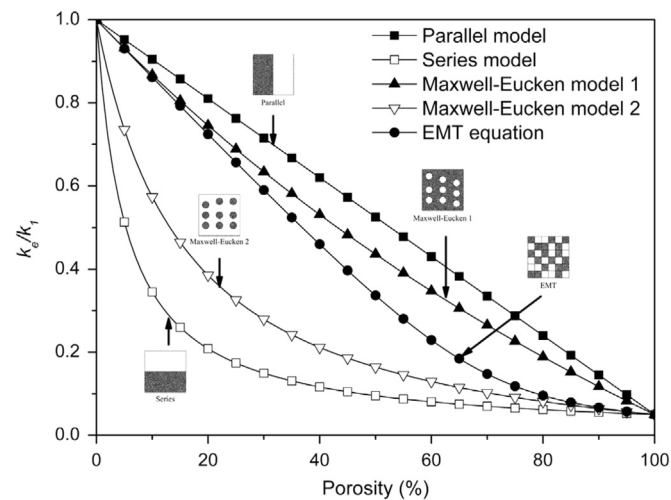 1.0
0.8
0.6
0.4
0.2
0.0
kₑ/k₁
0
20
40
60
80
100
Porosity (%)
Parallel model
Series model
Maxwell-Eucken model 1
Maxwell-Eucken model 2
EMT equation
Parallel
Maxwell-Eucken 1
Maxwell-Eucken 2
EMT
Series